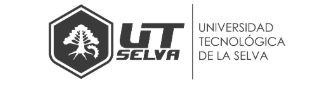 UT
SELVA
UNIVERSIDAD
TECNOLÓGICA
DE LA SELVA